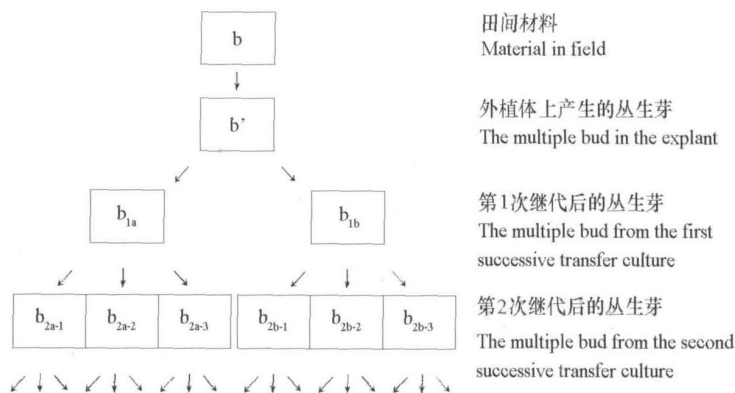 b
田间材料
Material in field
b’
外植体上产生的丛生芽
The multiple bud in the explant
b1a
b1b
第1次继代后的丛生芽
The multiple bud from the first
successive transfer culture
b2a-1 b2a-2 b2a-3 b2b-1 b2b-2 b2b-3
第2次继代后的丛生芽
The multiple bud from the second
successive transfer culture